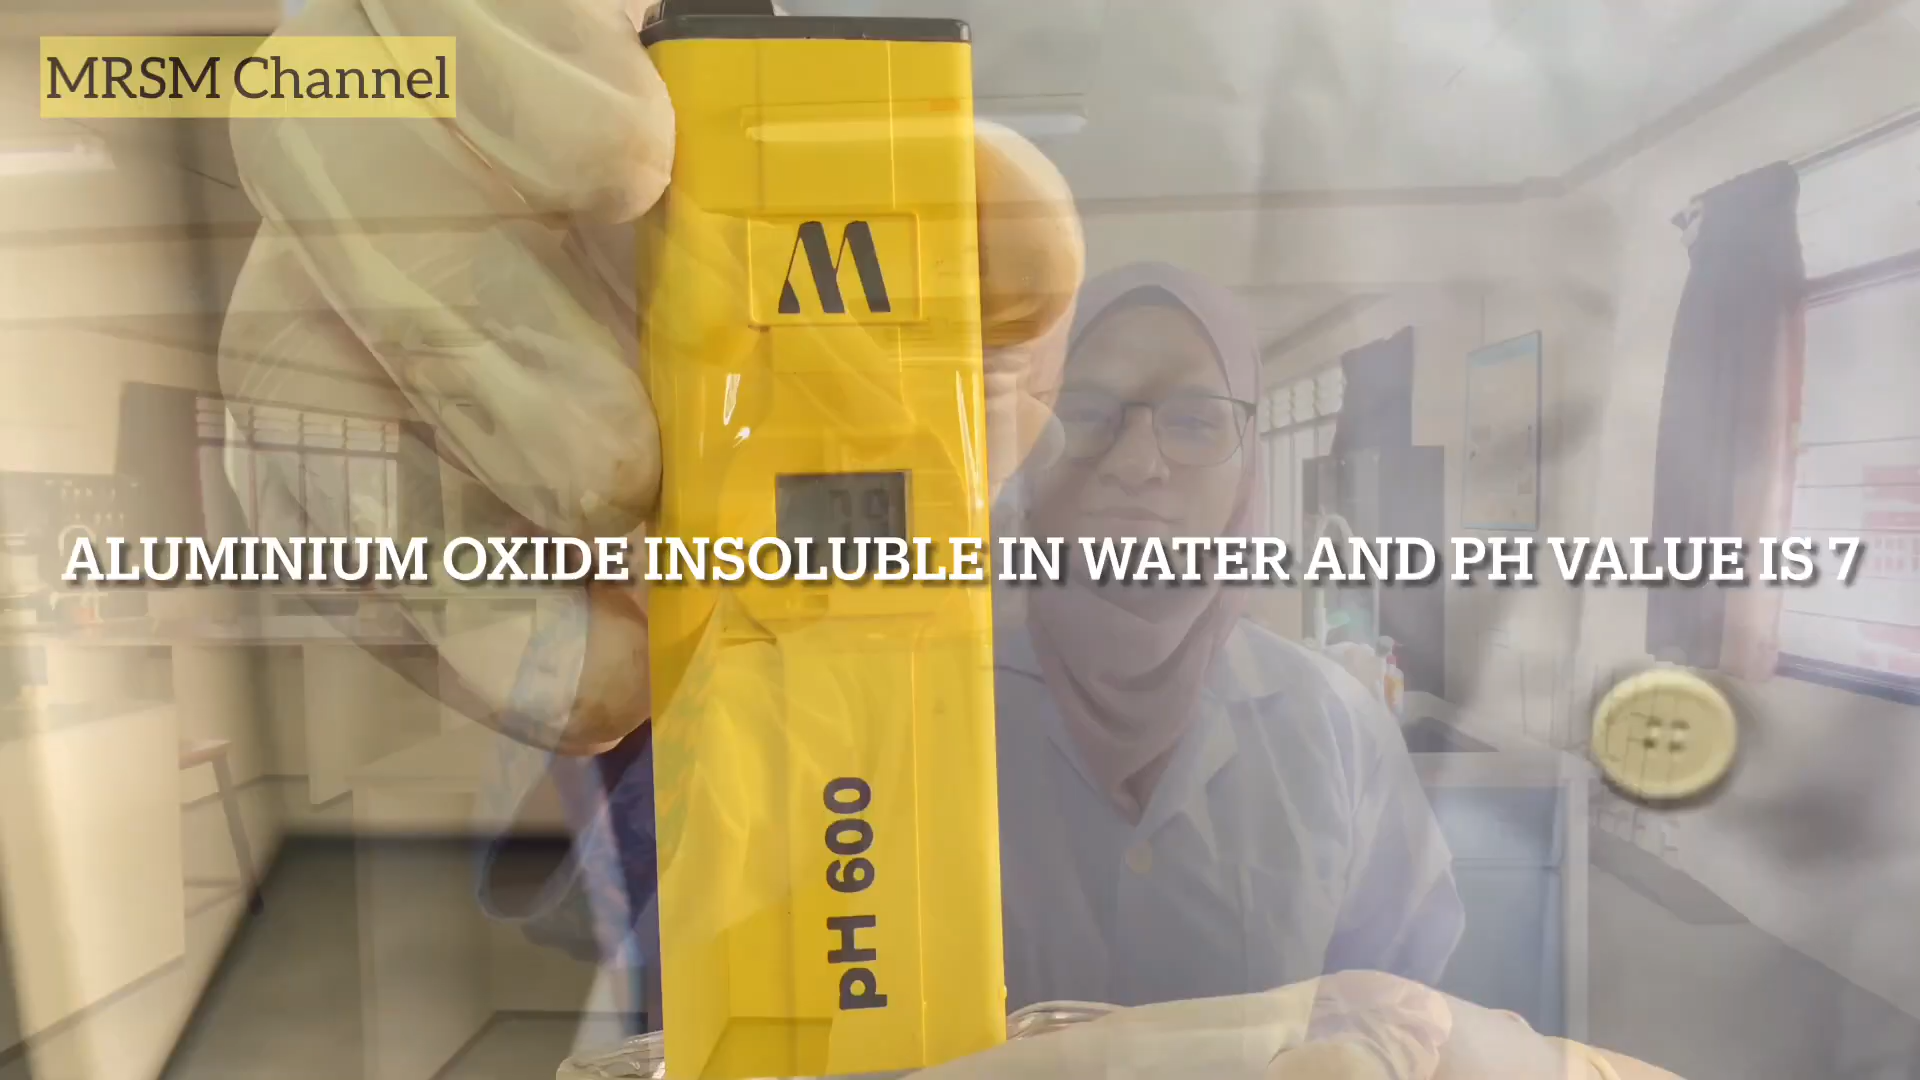 MRSM Channel
ALUMINIUM OXIDE INSOLUBLE IN WATER AND PH VALUE IS 7
pH 600